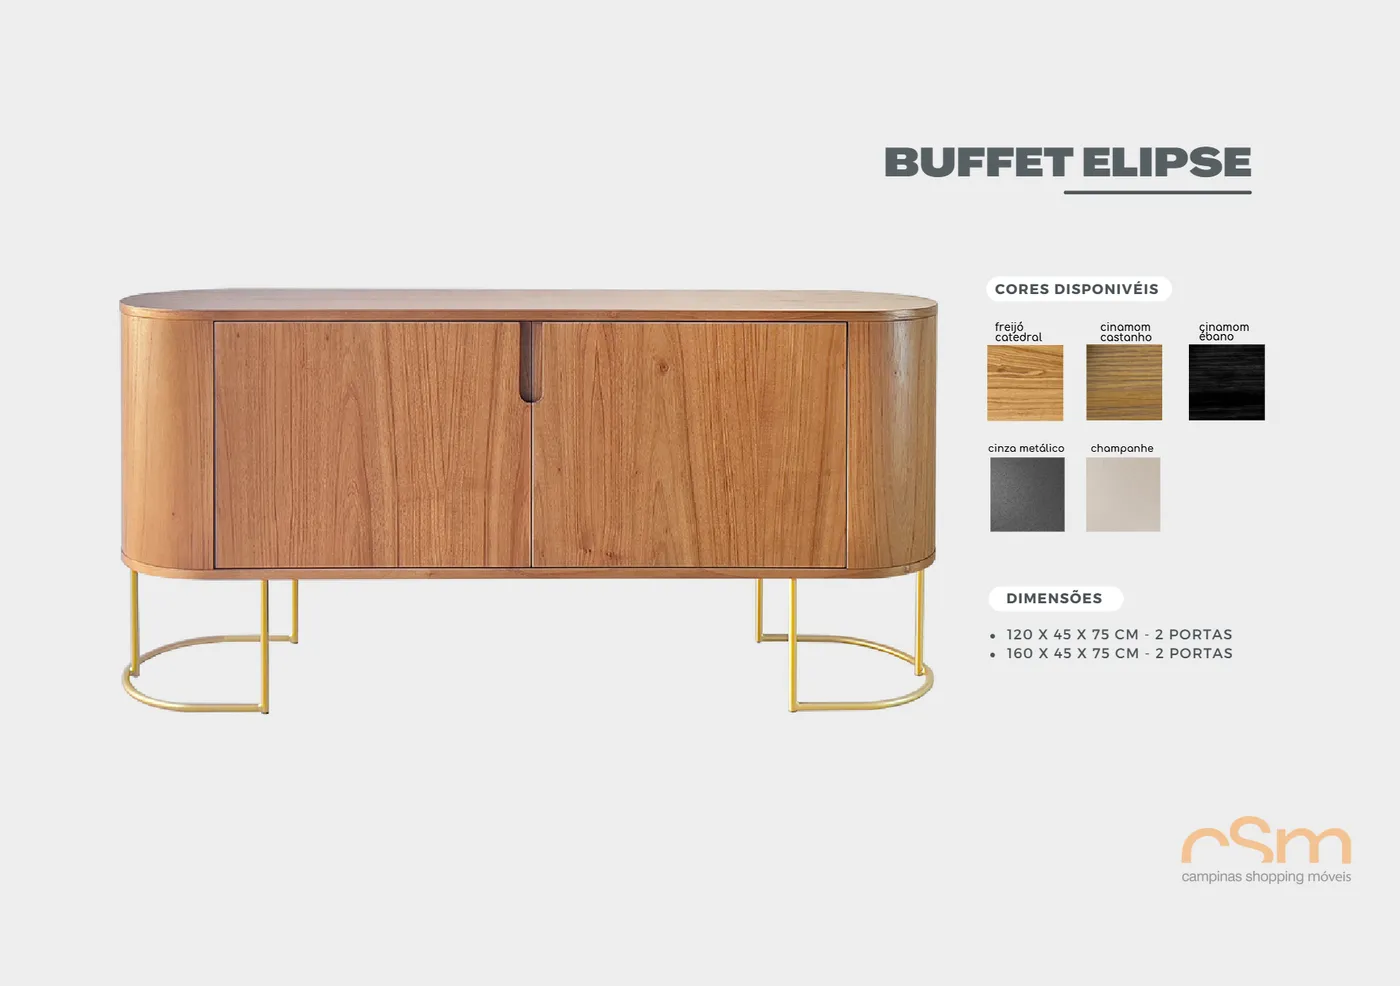 BUFFET ELIPSE
CORES DISPONIVÉIS
freijó
catedral
cinamom
castanho
cinamom
ébano
cinza metálico
champanhe
DIMENSÕES
• 120 X 45 X 75 CM - 2 PORTAS
• 160 X 45 X 75 CM - 2 PORTAS
csm
campinas shopping móveis